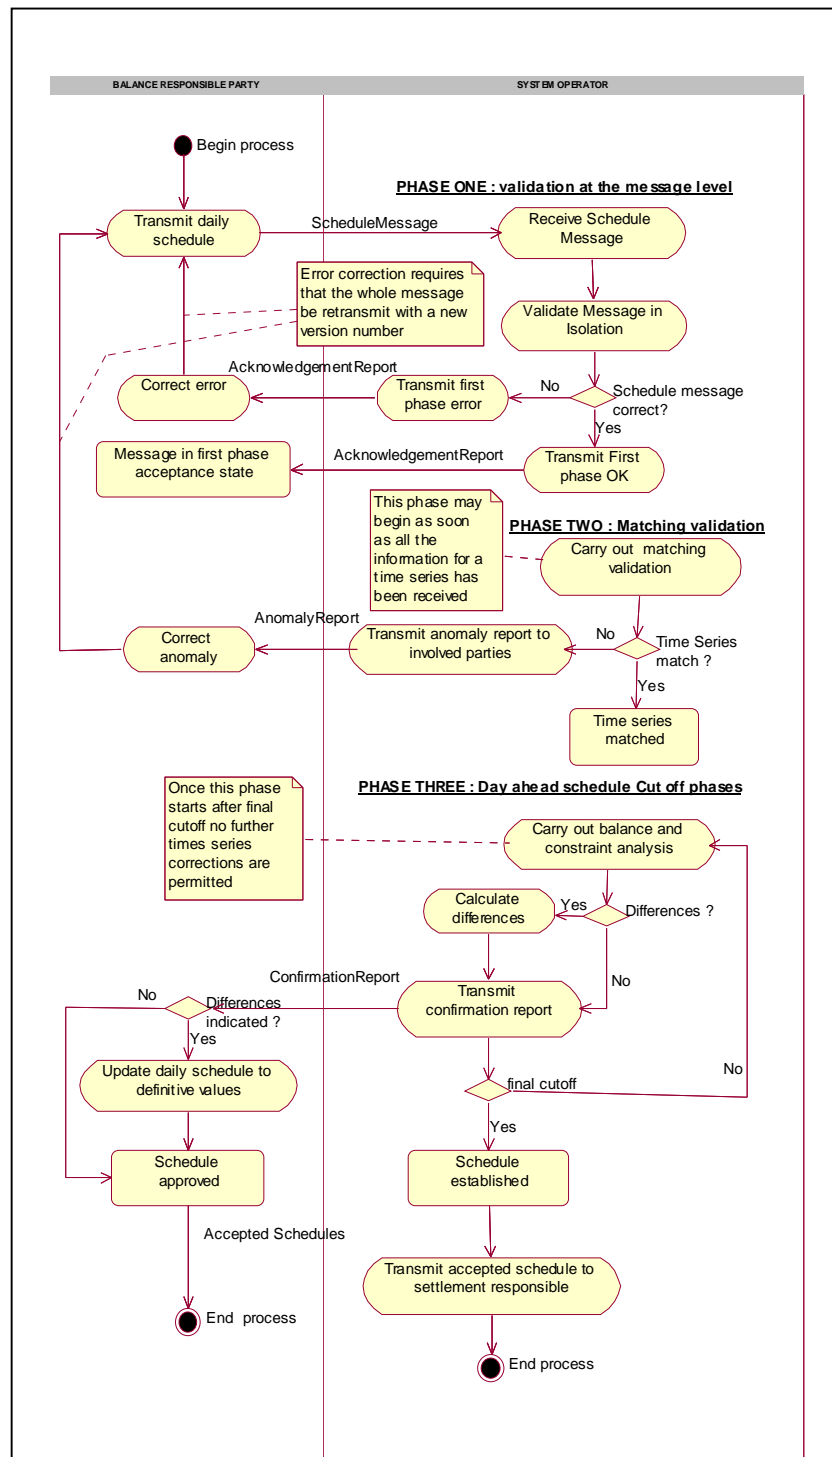 BALANCE RESPONSIBLE PARTY
SYSTEM OPERATOR
Begin process
PHASE ONE : validation at the message level
Transmit daily
schedule
ScheduleMessage
Receive Schedule
Message
Error correction requires
that the whole message
be retransmit with a new
version number
Validate Message in
Isolation
AcknowledgementReport
Correct error
Transmit first
phase error
No
Schedule message
correct?
Yes
Message in first phase
acceptance state
AcknowledgementReport
Transmit First
phase OK
This phase may
begin as soon
as all the
information for a
time series has
been received
PHASE TWO : Matching validation
Carry out matching
validation
AnomalyReport
Correct
anomaly
Transmit anomaly report to
involved parties
No
Time Series
match ?
Yes
Time series
matched
Once this phase
starts after final
cutoff no further
times series
corrections are
permitted
PHASE THREE : Day ahead schedule Cut off phases
Carry out balance and
constraint analysis
Calculate
differences
Yes
Differences ?
No
ConfirmationReport
Transmit
confirmation report
No
Differences
indicated ?
Yes
Update daily schedule to
definitive values
final cutoff
No
Yes
Schedule
approved
Schedule
established
Accepted Schedules
Transmit accepted schedule to
settlement responsible
End process
End process